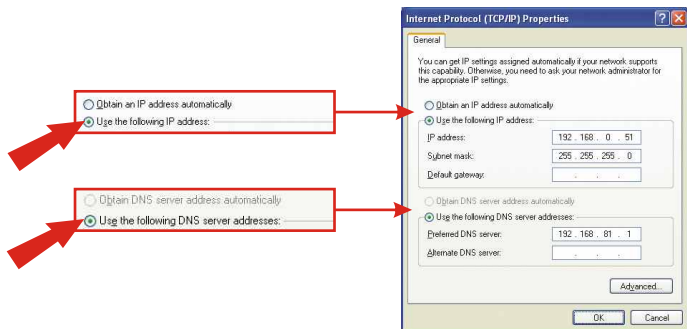 Obtain an IP address automatically
Use the following IP address:
Obtain DNS server address automatically
Use the following DNS server addresses:
Internet Protocol (TCP/IP) Properties
General
You can get IP settings assigned automatically if your network supports
this capability. Otherwise, you need to ask your network administrator for
the appropriate IP settings.
Obtain an IP address automatically
Use the following IP address:
IP address: 192 . 168 . 0 . 51
Subnet mask: 255 . 255 . 255 . 0
Default gateway: . . .
Obtain DNS server address automatically
Use the following DNS server addresses:
Preferred DNS server: 192 . 168 . 81 . 1
Alternate DNS server: . . .
Advanced...
OK Cancel